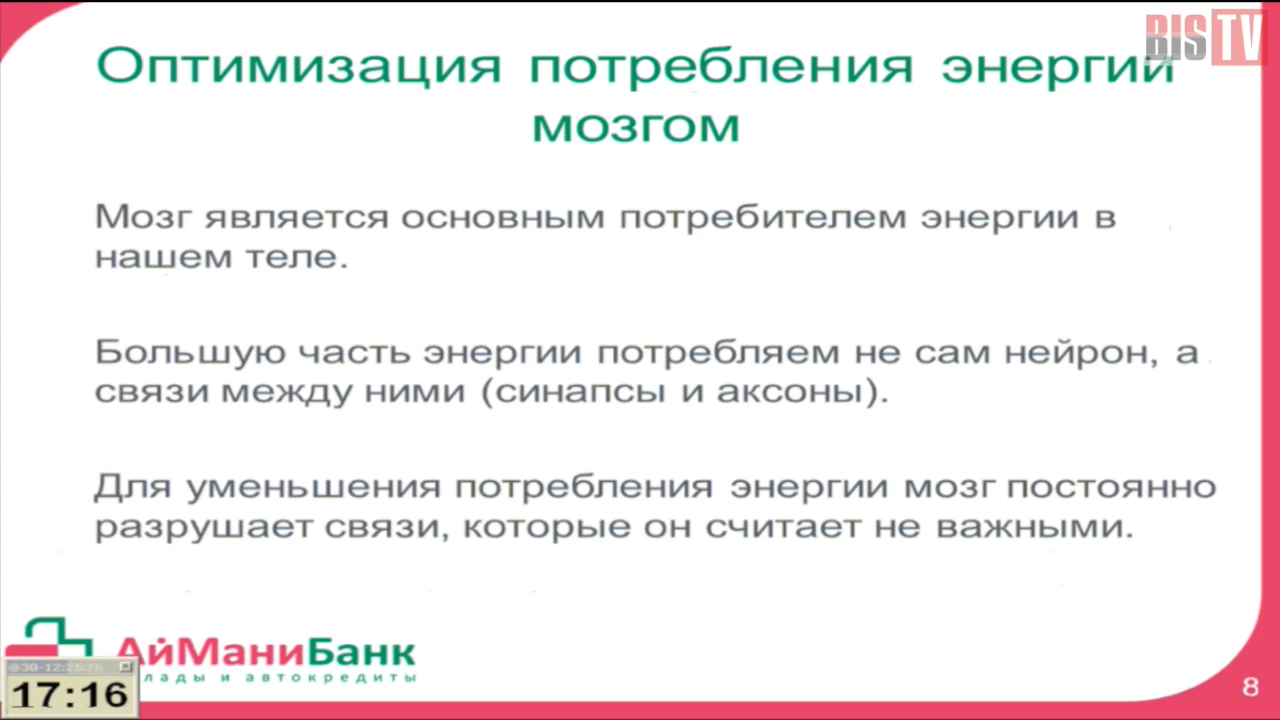 BIS TV
Оптимизация потребления энергии
мозгом
Мозг является основным потребителем энергии в
нашем теле.
Большую часть энергии потребляем не сам нейрон, а
связи между ними (синапсы и аксоны).
Для уменьшения потребления энергии мозг постоянно
разрушает связи, которые он считает не важными.
АйМаниБанк
лады и автокредиты
17:16
8